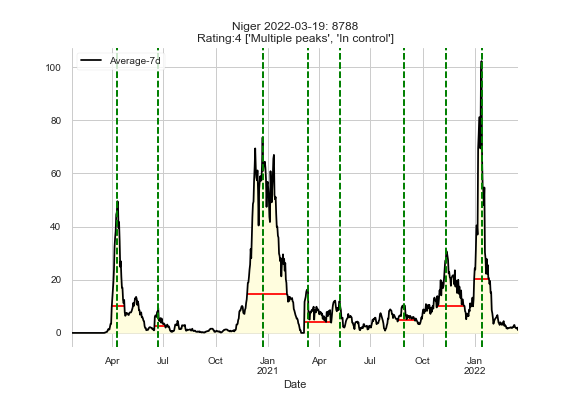 Niger 2022-03-19: 8788
Rating:4 ['Multiple peaks', 'In control']
Average-7d
100
80
60
40
20
0
Apr Jul Oct Jan Apr Jul Oct Jan
2021 2022
Date